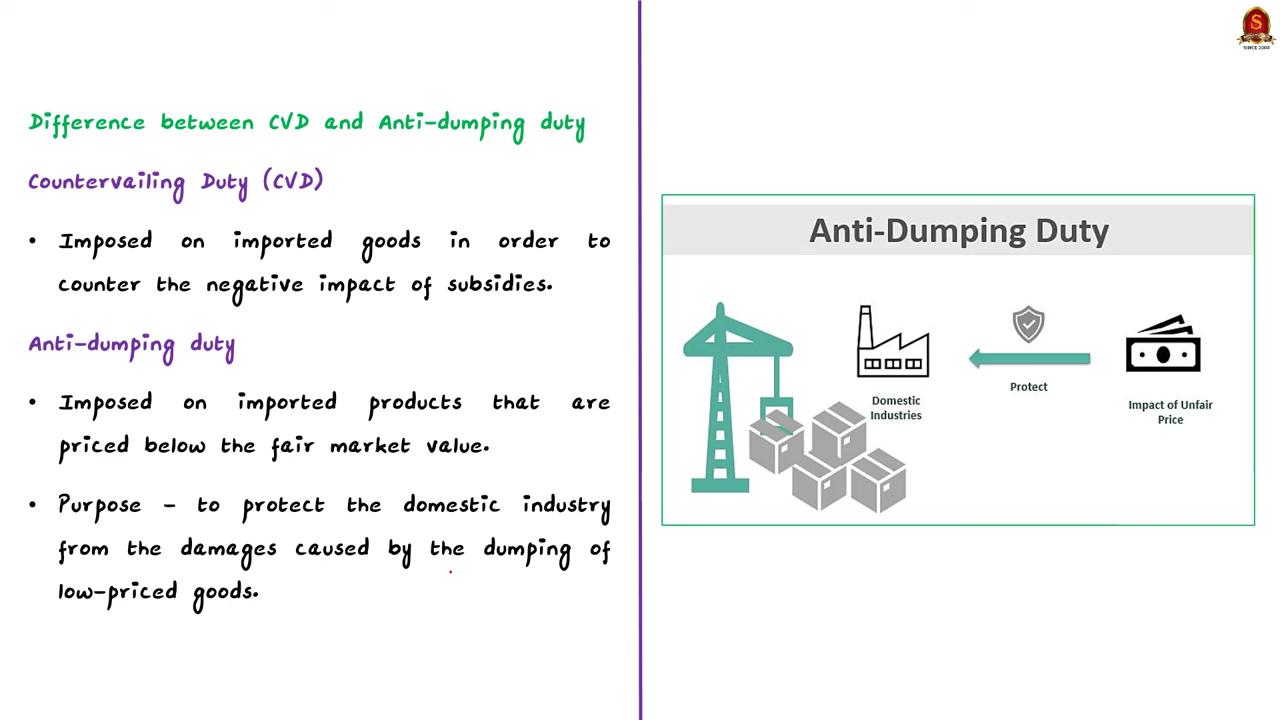 Difference between CVD and Anti-dumping duty
Countervailing Duty (CVD)
• Imposed on imported goods in order to
counter the negative impact of subsidies.
Anti-dumping duty
• Imposed on imported products that are
priced below the fair market value.
• Purpose – to protect the domestic industry
from the damages caused by the dumping of
low-priced goods.
S
SINCE 2004
Anti-Dumping Duty
Domestic
Industries
Protect
Impact of Unfair
Price